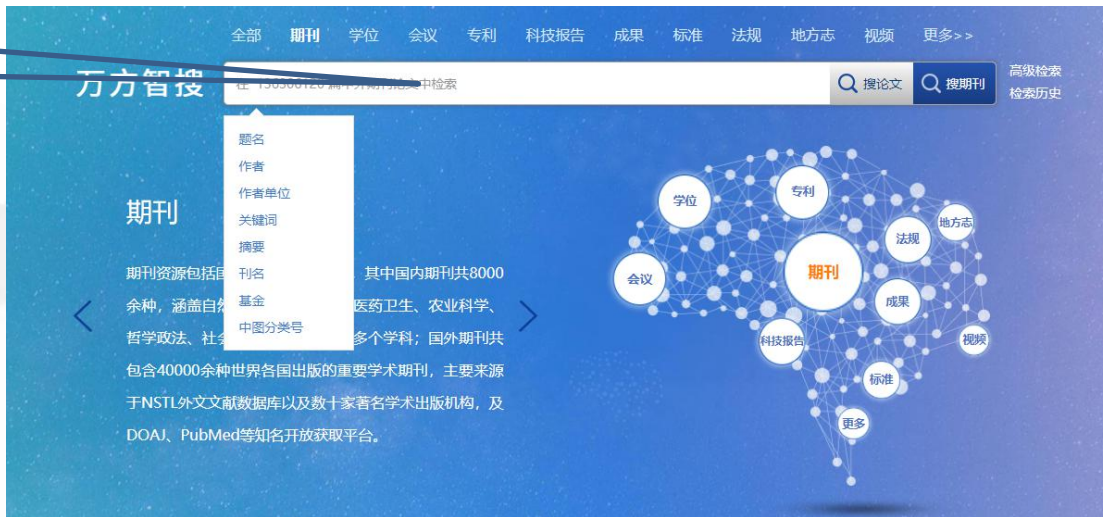 全部 期刊 学位 会议 专利 科技报告 成果 标准 法规 地方志 视频 更多>>
万方智搜
中检索
搜论文 搜期刊
高级检索
检索历史
题名
作者
作者单位
关键词
摘要
刊名
基金
中图分类号
期刊
期刊资源包括 其中国内期刊共8000
余种，涵盖自 医药卫生、农业科学、
哲学政法、社 多个学科；国外期刊共
包含40000余种世界各国出版的重要学术期刊，主要来源
于NSTL外文文献数据库以及数十家著名学术出版机构，及
DOAJ、PubMed等知名开放获取平台。
学位
专利
地方志
法规
会议
期刊
成果
科技报告
视频
标准
更多